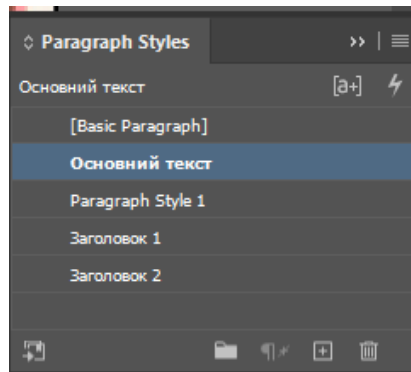 Paragraph Styles
Основний текст [a+]
[Basic Paragraph]
Основний текст
Paragraph Style 1
Заголовок 1
Заголовок 2